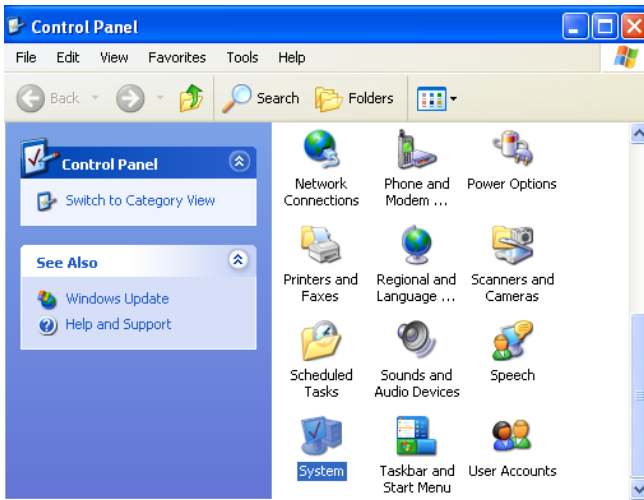 Control Panel
File Edit View Favorites Tools Help
Back Search Folders
Control Panel
Switch to Category View
See Also
Windows Update
Help and Support
Network
Connections
Phone and
Modem ...
Power Options
Printers and
Faxes
Regional and
Language ...
Scanners and
Cameras
Scheduled
Tasks
Sounds and
Audio Devices
Speech
System
Taskbar and
Start Menu
User Accounts